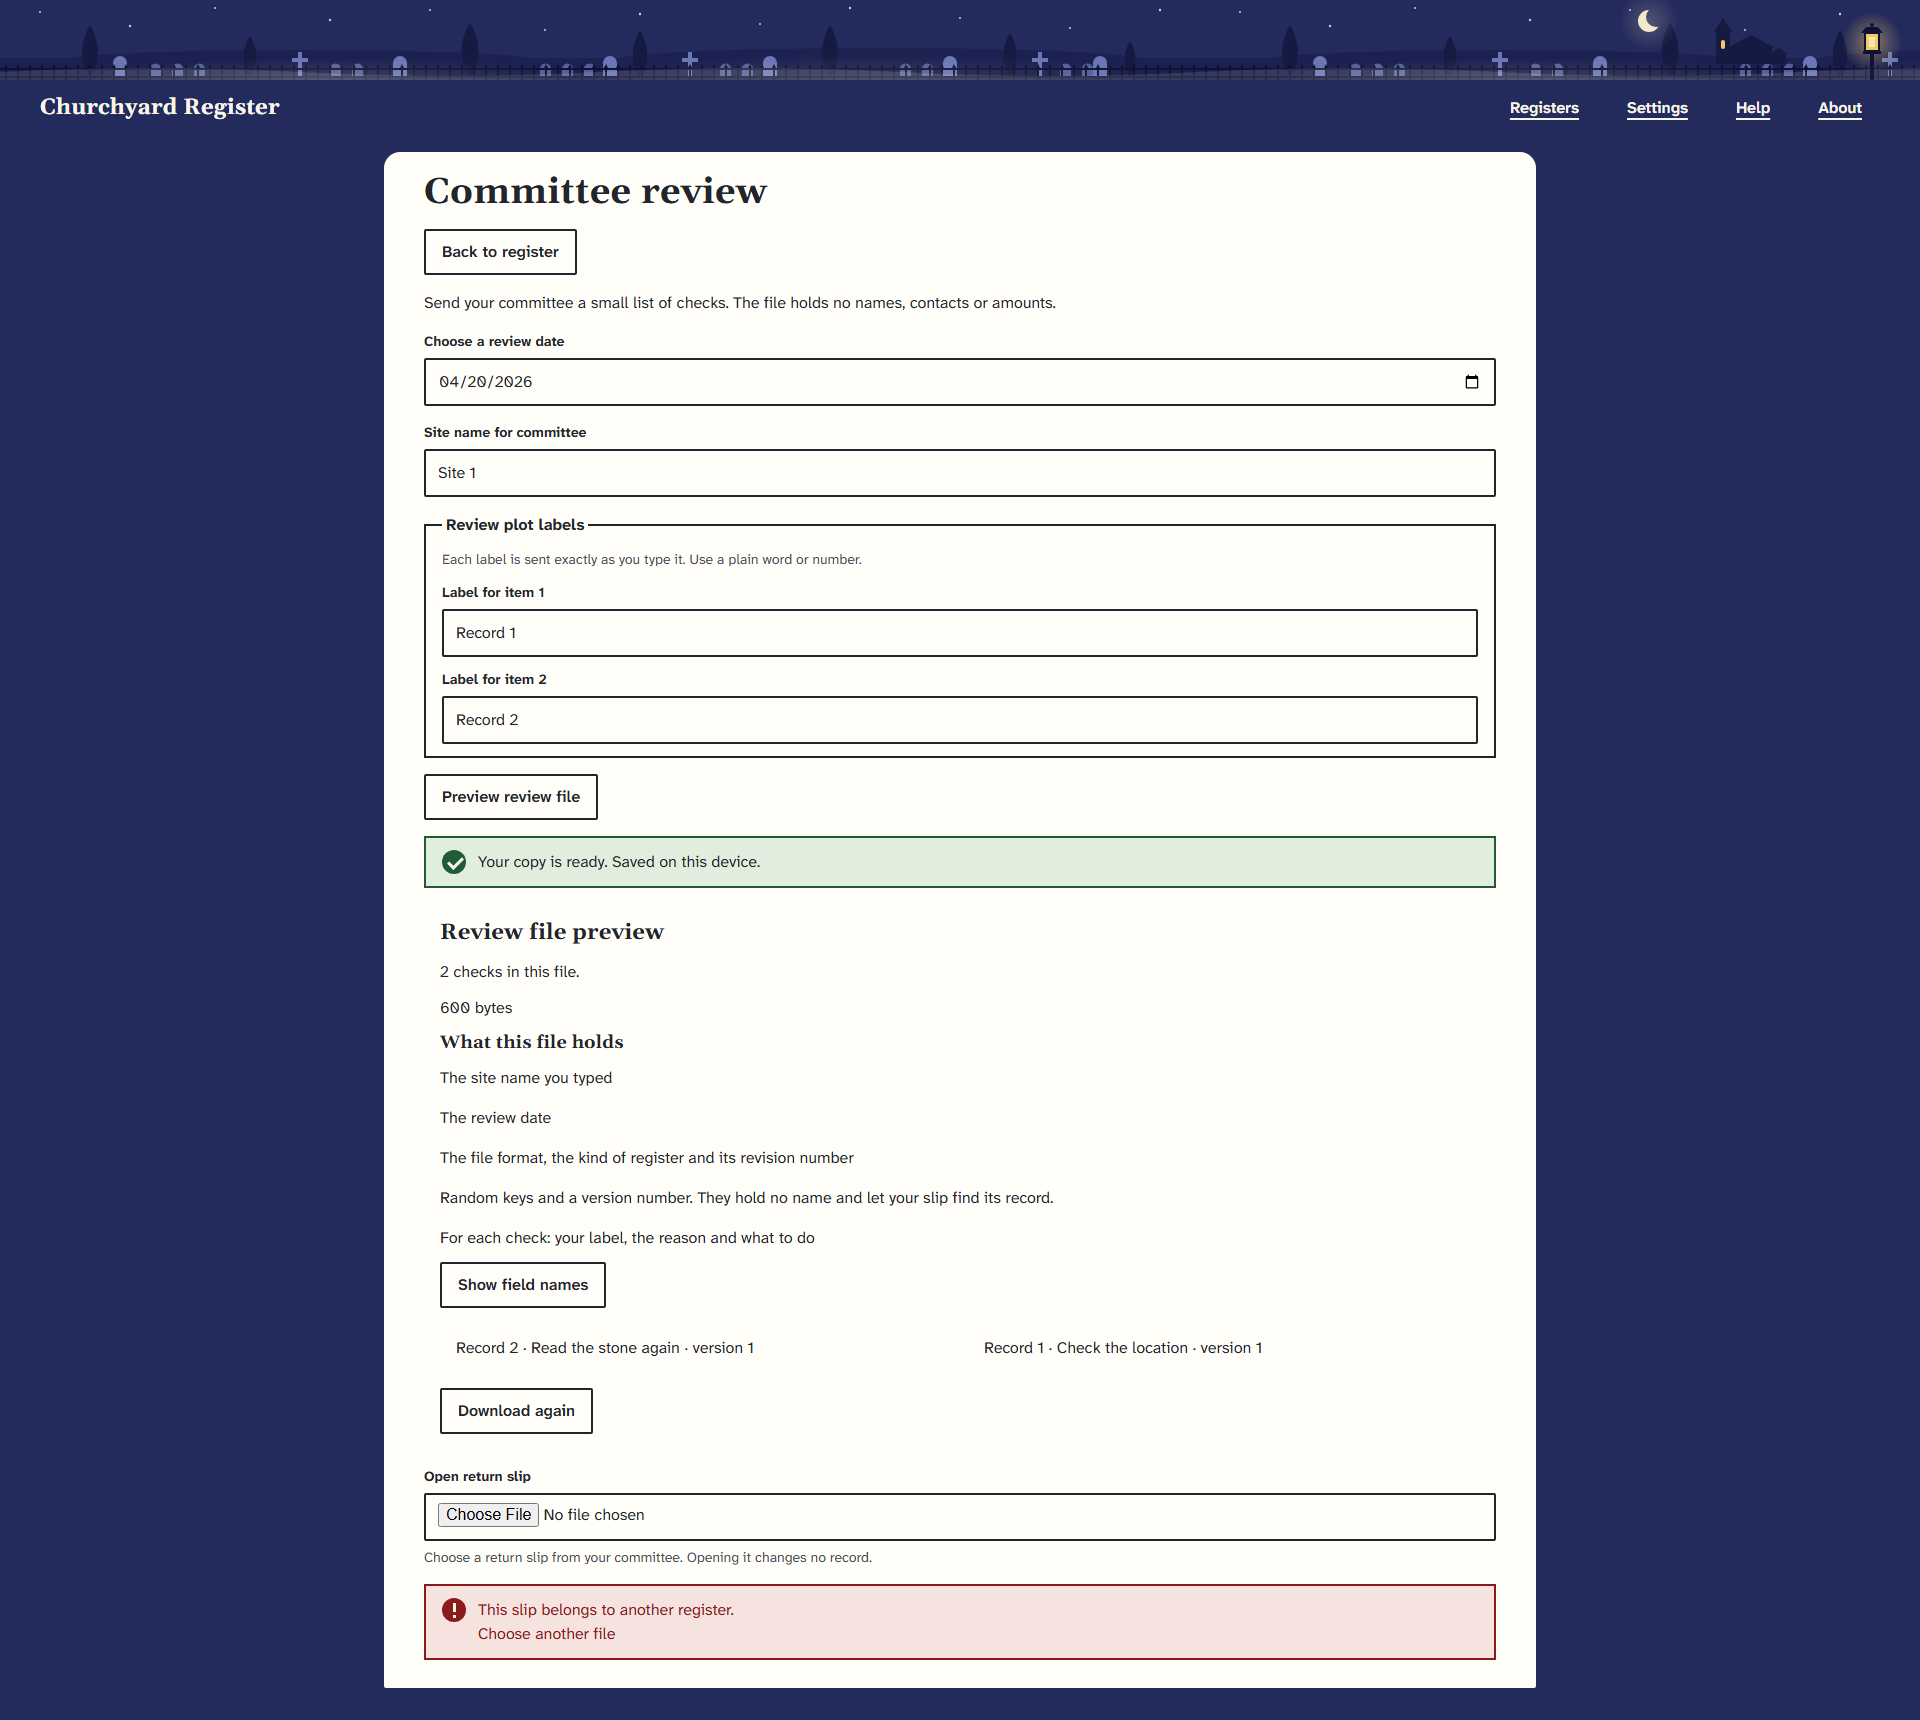 Churchyard Register
Registers
Settings
Help
About
Committee review
Back to register
Send your committee a small list of checks. The file holds no names, contacts or amounts.
Choose a review date
04/20/2026
Site name for committee
Site 1
Review plot labels
Each label is sent exactly as you type it. Use a plain word or number.
Label for item 1
Record 1
Label for item 2
Record 2
Preview review file
Your copy is ready. Saved on this device.
Review file preview
2 checks in this file.
600 bytes
What this file holds
The site name you typed
The review date
The file format, the kind of register and its revision number
Random keys and a version number. They hold no name and let your slip find its record.
For each check: your label, the reason and what to do
Show field names
Record 2 · Read the stone again · version 1
Record 1 · Check the location · version 1
Download again
Open return slip
Choose File No file chosen
Choose a return slip from your committee. Opening it changes no record.
This slip belongs to another register.
Choose another file